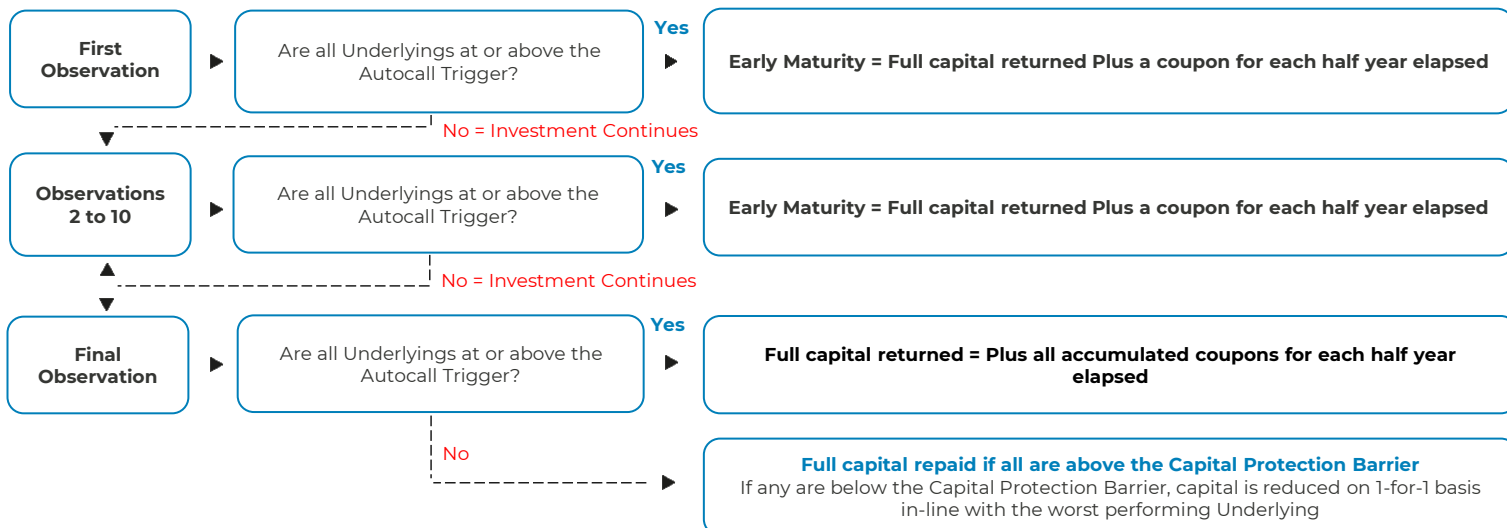 First
Observation
Are all Underlyings at or above the
Autocall Trigger?
Yes
Early Maturity = Full capital returned Plus a coupon for each half year elapsed
No = Investment Continues
Observations
2 to 10
Are all Underlyings at or above the
Autocall Trigger?
Yes
Early Maturity = Full capital returned Plus a coupon for each half year elapsed
No = Investment Continues
Final
Observation
Are all Underlyings at or above the
Autocall Trigger?
Yes
Full capital returned = Plus all accumulated coupons for each half year
elapsed
No
Full capital repaid if all are above the Capital Protection Barrier
If any are below the Capital Protection Barrier, capital is reduced on 1-for-1 basis
in-line with the worst performing Underlying